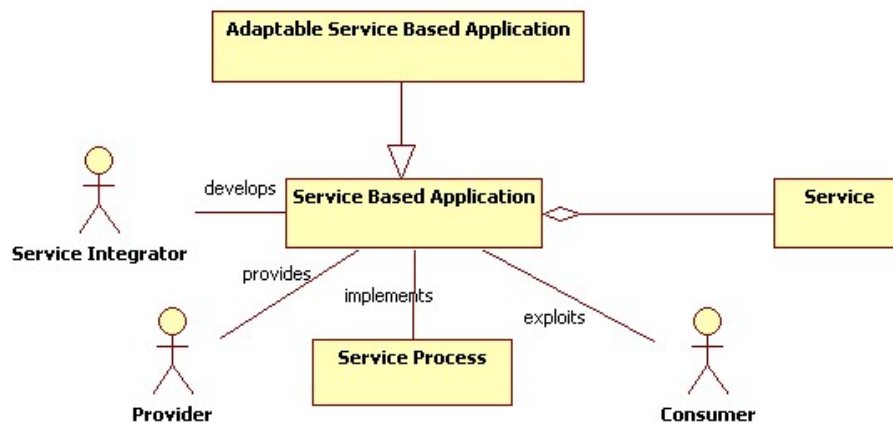 Adaptable Service Based Application
develops
Service Based Application
Service
Service Integrator
provides
implements
exploits
Service Process
Provider
Consumer